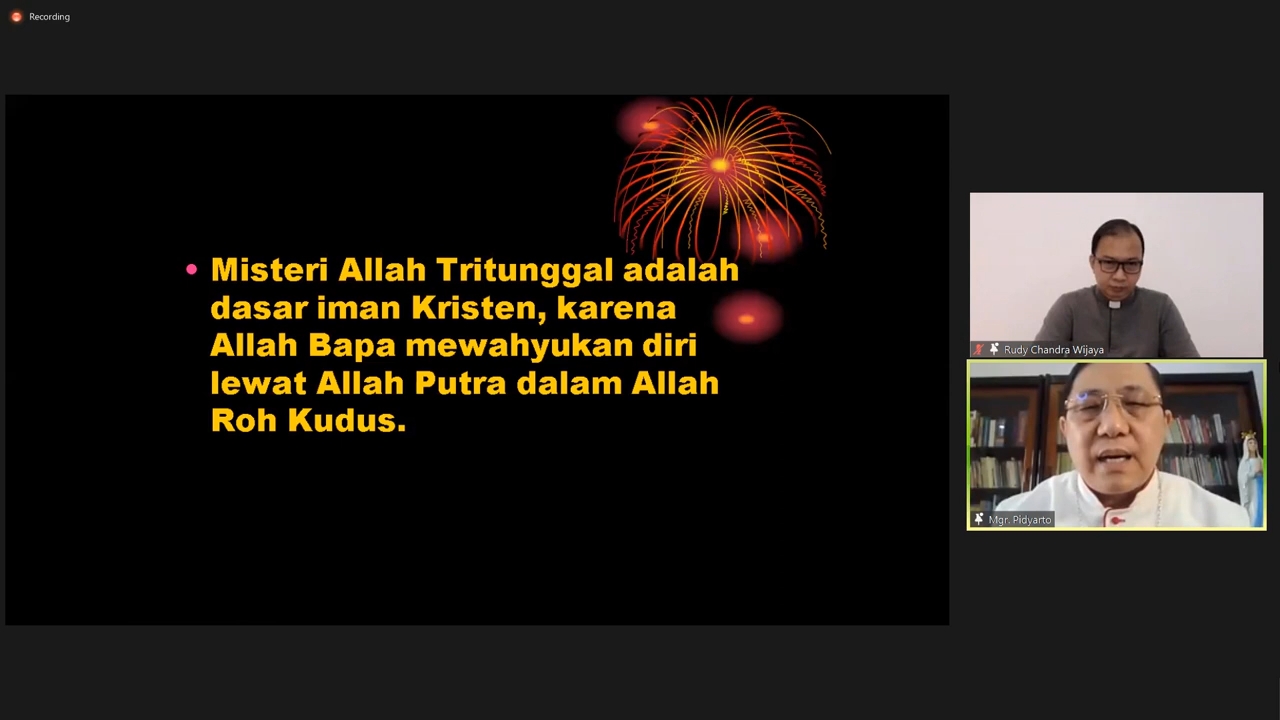 Recording
• Misteri Allah Tritunggal adalah
dasar iman Kristen, karena
Allah Bapa mewahyukan diri
lewat Allah Putra dalam Allah
Roh Kudus.
Rudy Chandra Wijaya
Mgr. Pidyarto